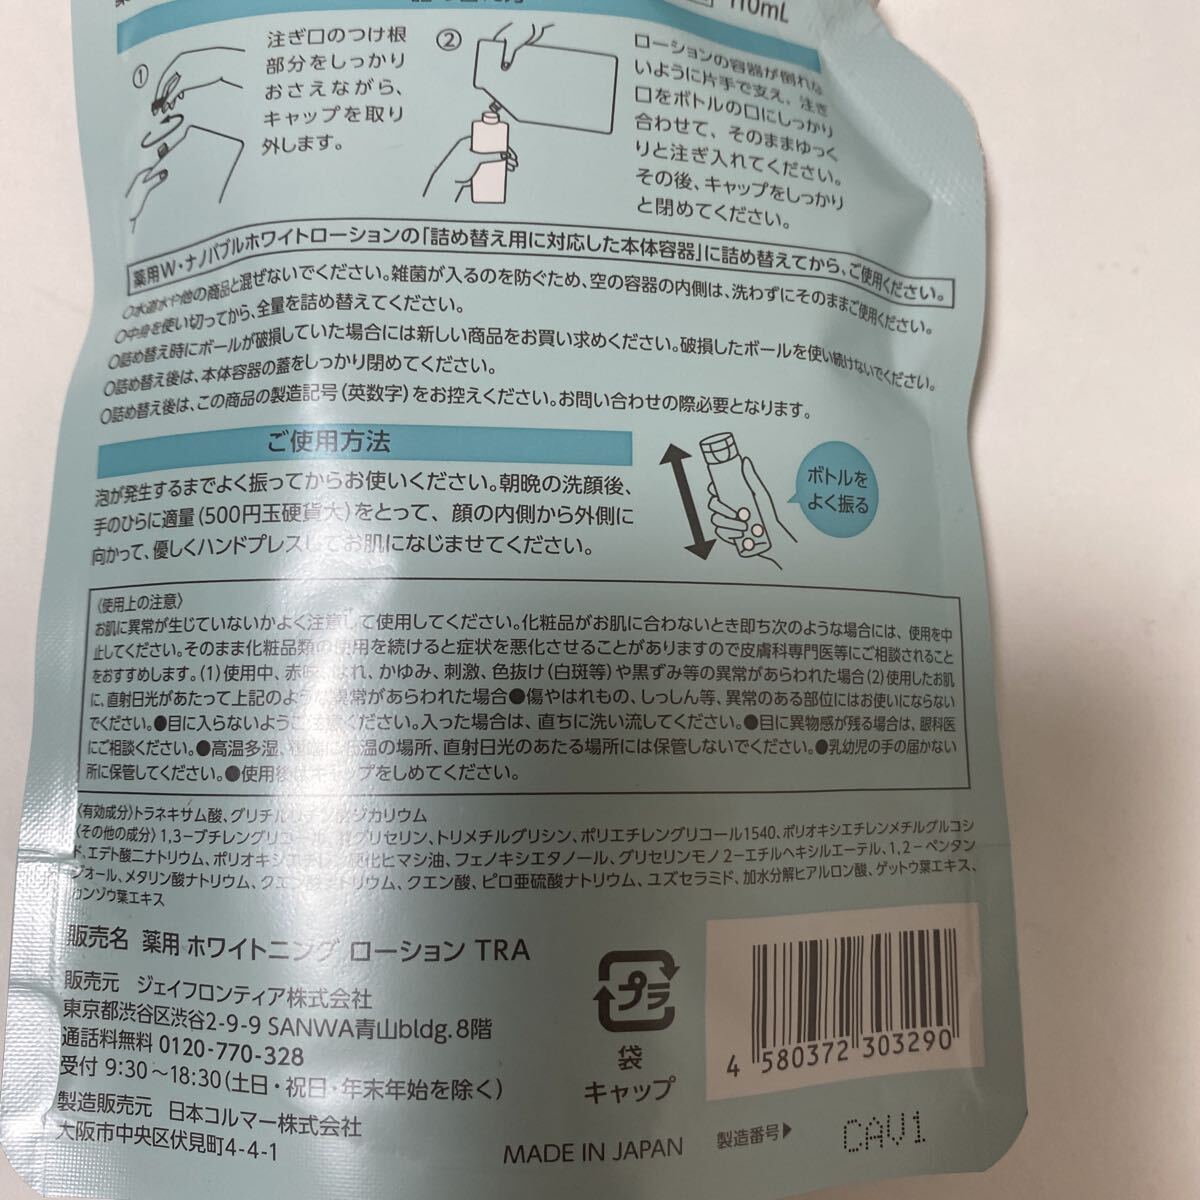 110mL
①
注ぎ口のつけ根
部分をしっかり
おさえながら、
キャップを取り
外します。
②
ローションの容器が倒れな
いように片手で支え、注ぎ
口をボトルの口にしっかり
合わせて、そのままゆっく
りと注ぎ入れてください。
その後、キャップをしっかり
と閉めてください。
薬用W・ナノバブルホワイトローションの「詰め替え用に対応した本体容器」に詰め替えてから、ご使用ください。
○水道水や他の商品と混ぜないでください。雑菌が入るのを防ぐため、空の容器の内側は、洗わずにそのままご使用ください。
○中身を使い切ってから、全量を詰め替えてください。
○詰め替え時にボールが破損していた場合には新しい商品をお買い求めください。破損したボールを使い続けないでください。
○詰め替え後は、本体容器の蓋をしっかり閉めてください。
○詰め替え後は、この商品の製造記号(英数字)をお控えください。お問い合わせの際必要となります。
ご使用方法
泡が発生するまでよく振ってからお使いください。朝晩の洗顔後、
手のひらに適量(500円玉硬貨大)をとって、顔の内側から外側に
向かって、優しくハンドプレスしてお肌になじませてください。
ボトルを
よく振る
〈使用上の注意〉
お肌に異常が生じていないかよく注意して使用してください。化粧品がお肌に合わないとき即ち次のような場合には、使用を中
止してください。そのまま化粧品類の使用を続けると症状を悪化させることがありますので皮膚科専門医等にご相談されること
をおすすめします。(1)使用中、赤味、はれ、かゆみ、刺激、色抜け(白斑等)や黒ずみ等の異常があらわれた場合(2)使用したお肌
に、直射日光があたって上記のような異常があらわれた場合●傷やはれもの、しっしん等、異常のある部位にはお使いにならない
でください。●目に入らないようご注意ください。入った場合は、直ちに洗い流してください。●目に異物感が残る場合は、眼科医
にご相談ください。●高温多湿、極端に低温の場所、直射日光のあたる場所には保管しないでください。●乳幼児の手の届かない
所に保管してください。●使用後はキャップをしめてください。
〈有効成分〉トラネキサム酸、グリチルリチン酸ジカリウム
〈その他の成分〉1,3-ブチレングリコール、濃グリセリン、トリメチルグリシン、ポリエチレングリコール1540、ポリオキシエチレンメチルグルコシ
ド、エデト酸二ナトリウム、ポリオキシエチレン硬化ヒマシ油、フェノキシエタノール、グリセリンモノ2-エチルヘキシルエーテル、1,2-ペンタン
ジオール、メタリン酸ナトリウム、クエン酸ナトリウム、クエン酸、ピロ亜硫酸ナトリウム、ユズセラミド、加水分解ヒアルロン酸、ゲットウ葉エキス、
カンゾウ葉エキス
販売名 薬用 ホワイトニング ローション TRA
販売元 ジェイフロンティア株式会社
東京都渋谷区渋谷2-9-9 SANWA青山bldg.8階
通話料無料 0120-770-328
受付 9:30〜18:30(土日・祝日・年末年始を除く)
製造販売元 日本コルマー株式会社
大阪市中央区伏見町4-4-1
プラ
袋
キャップ
MADE IN JAPAN
4 580372 303290
製造番号▶ CAV1